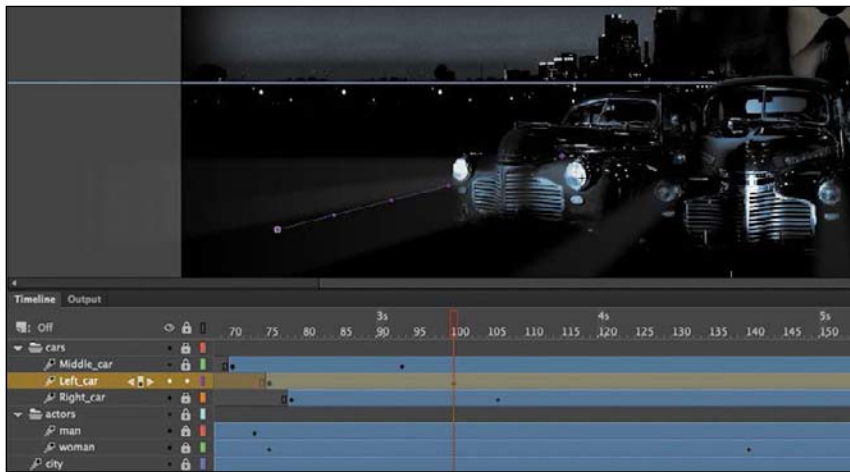 Timeline Output
3s 4s 5s
Off 70 75 80 85 90 95 100 105 110 115 120 125 130 135 140 145 150
cars
Middle_car
Left_car
Right_car
actors
man
woman
city